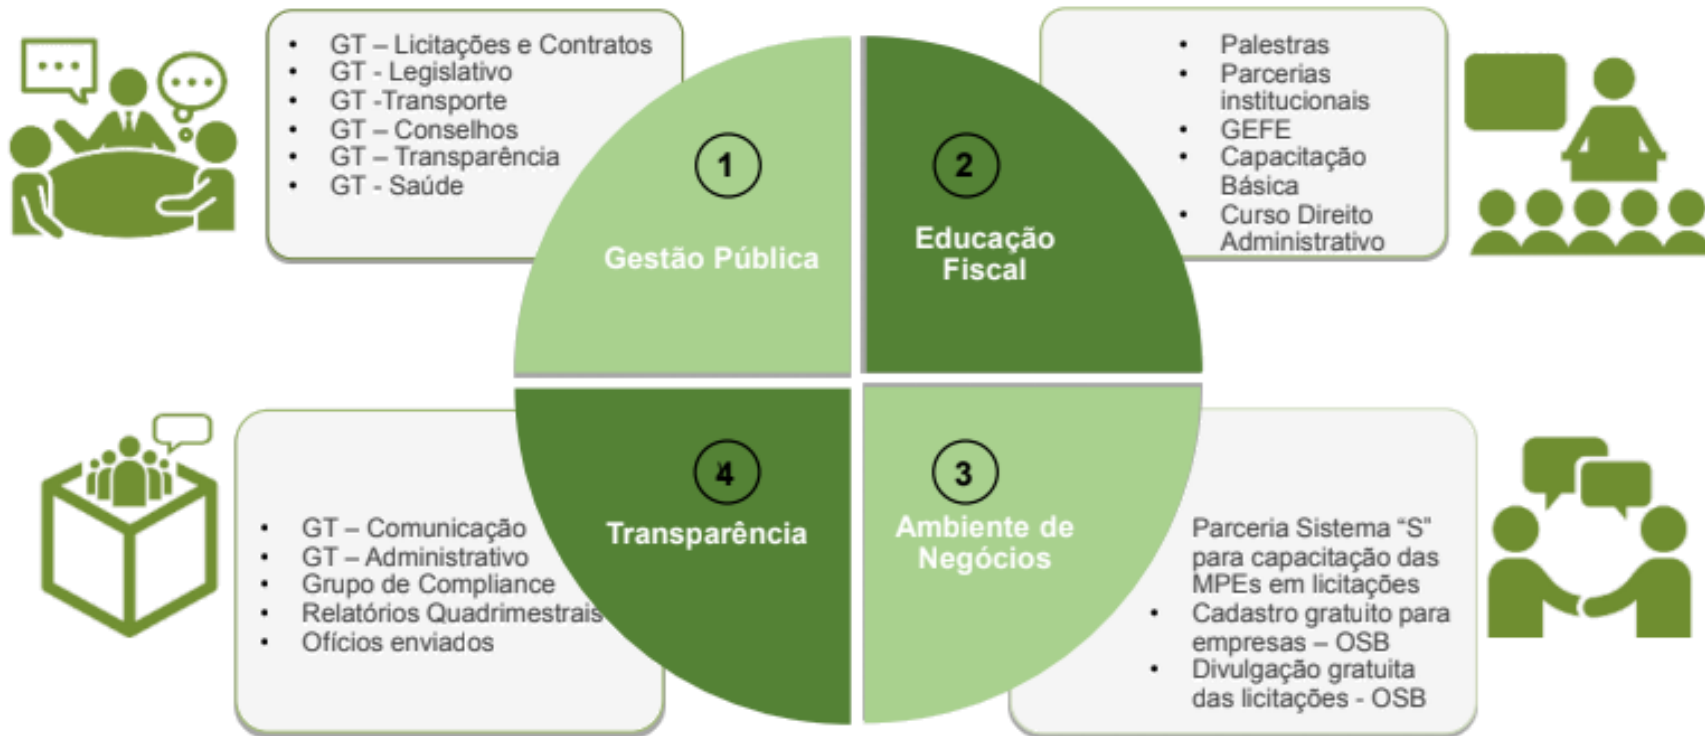 • GT – Licitações e Contratos
• GT - Legislativo
• GT -Transporte
• GT – Conselhos
• GT – Transparência
• GT - Saúde
1
Gestão Pública
2
Educação
Fiscal
• Palestras
• Parcerias
institucionais
• GEFE
• Capacitação
Básica
• Curso Direito
Administrativo
4
Transparência
• GT – Comunicação
• GT – Administrativo
• Grupo de Compliance
• Relatórios Quadrimestrais
• Ofícios enviados
3
Ambiente de
Negócios
Parceria Sistema “S”
para capacitação das
MPEs em licitações
• Cadastro gratuito para
empresas – OSB
• Divulgação gratuita
das licitações - OSB